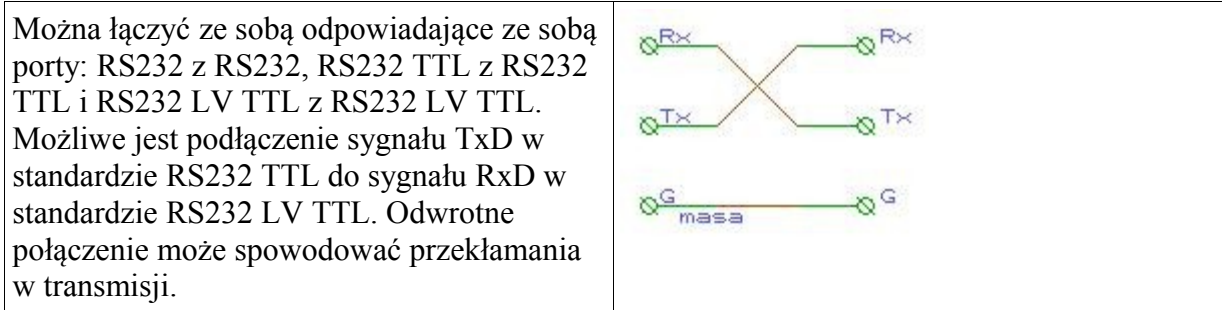 Można łączyć ze sobą odpowiadające ze sobą
porty: RS232 z RS232, RS232 TTL z RS232
TTL i RS232 LV TTL z RS232 LV TTL.
Możliwe jest podłączenie sygnału TxD w
standardzie RS232 TTL do sygnału RxD w
standardzie RS232 LV TTL. Odwrotne
połączenie może spowodować przekłamania
w transmisji.
Rx Rx
Tx Tx
G G
masa